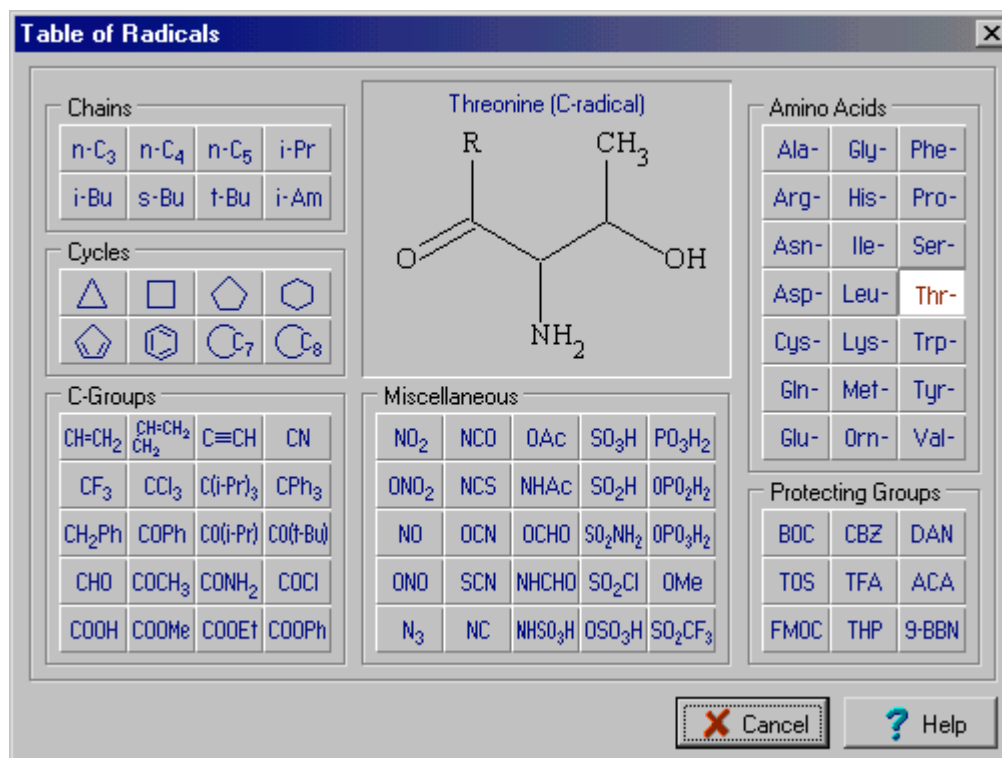 Table of Radicals
Chains
n-C₃ n-C₄ n-C₅ i-Pr
i-Bu s-Bu t-Bu i-Am
Cycles
C₇ C₈
C-Groups
CH=CH₂ CH=CH₂ CH₂ C≡CH CN
CF₃ CCl₃ C(i-Pr)₃ CPh₃
CH₂Ph COPh CO(i-Pr) CO(t-Bu)
CHO COCH₃ CONH₂ COCl
COOH COOMe COOEt COOPh
Threonine (C-radical)
R CH₃
O OH
NH₂
Miscellaneous
NO₂ NCO OAc SO₃H PO₃H₂
ONO₂ NCS NHAc SO₂H OPO₂H₂
NO OCN OCHO SO₂NH₂ OPO₃H₂
ONO SCN NHCHO SO₂Cl OMe
N₃ NC NHSO₃H OSO₃H SO₂CF₃
Amino Acids
Ala- Gly- Phe-
Arg- His- Pro-
Asn- Ile- Ser-
Asp- Leu- Thr-
Cys- Lys- Trp-
Gln- Met- Tyr-
Glu- Orn- Val-
Protecting Groups
BOC CBZ DAN
TOS TFA ACA
FMOC THP 9-BBN
Cancel Help